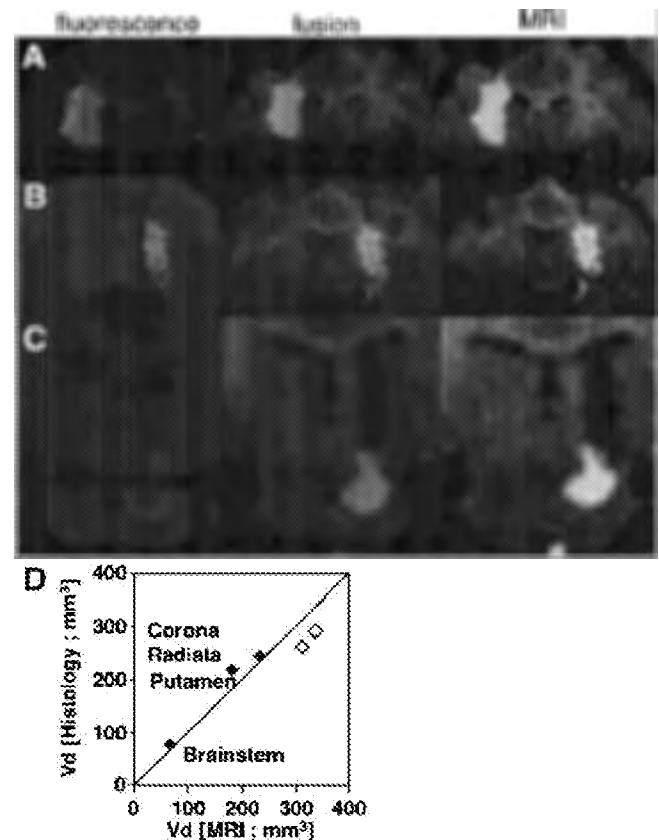 fluorescence fusion MRI
A
B
C
D
400
300
200
100
0
Vd [Histology ; mm³]
Corona
Radiata
Putamen
Brainstem
0 100 200 300 400
Vd [MRI ; mm³]